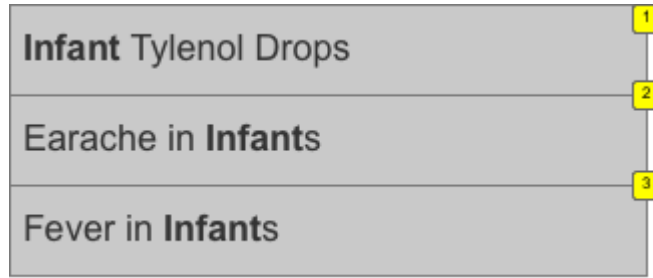 Infant Tylenol Drops
1
Earache in Infants
2
Fever in Infants
3